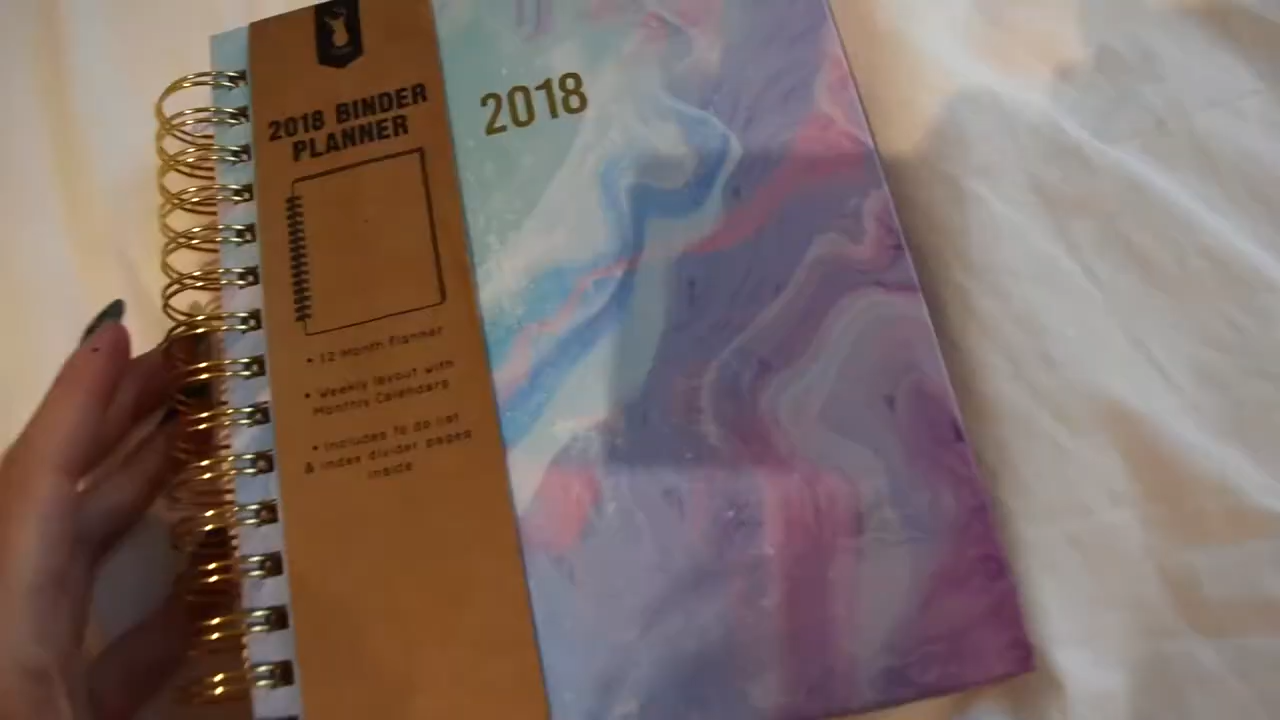 2018 BINDER
PLANNER
• 12 Month Planner
• Weekly layout with
Monthly Calendars
• Includes To do list
& index divider pages
inside
2018